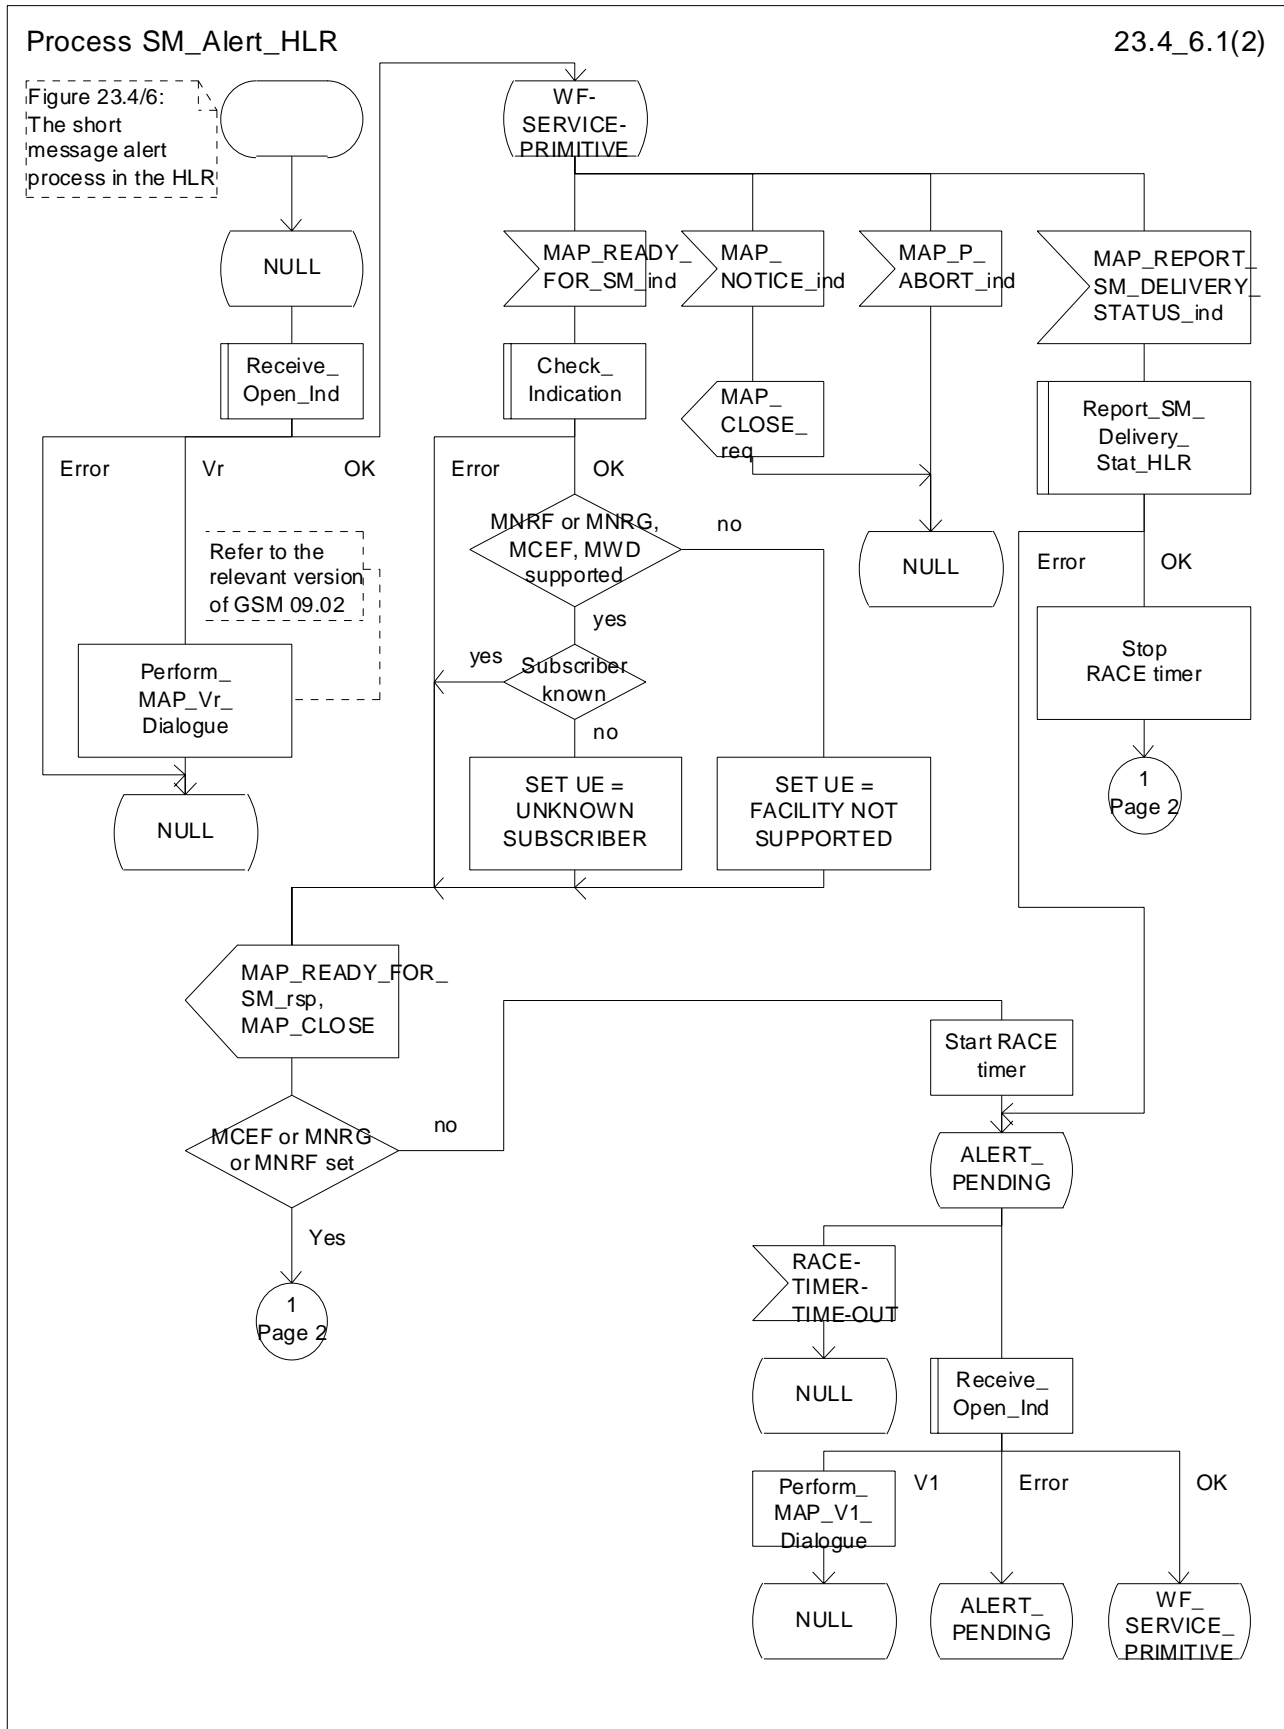 Process SM_Alert_HLR
23.4_6.1(2)
Figure 23.4/6:
The short
message alert
process in the HLR
WF-
SERVICE-
PRIMITIVE
NULL
MAP_READY_
FOR_SM_ind
MAP_
NOTICE_ind
MAP_P_
ABORT_ind
MAP_REPORT_
SM_DELIVERY_
STATUS_ind
Receive_
Open_Ind
Check_
Indication
MAP_
CLOSE_
req
Report_SM_
Delivery_
Stat_HLR
Error
Vr
OK
Error
OK
MNRF or MNRG,
MCEF, MWD
supported
no
NULL
Error
OK
Refer to the
relevant version
of GSM 09.02
yes
yes
Subscriber
known
no
Stop
RACE timer
Perform_
MAP_Vr_
Dialogue
NULL
SET UE =
UNKNOWN
SUBSCRIBER
SET UE =
FACILITY NOT
SUPPORTED
1
Page 2
MAP_READY_FOR_
SM_rsp,
MAP_CLOSE
Start RACE
timer
MCEF or MNRG
or MNRF set
no
Yes
1
Page 2
ALERT_
PENDING
RACE-
TIMER-
TIME-OUT
NULL
Receive_
Open_Ind
Perform_
MAP_V1_
Dialogue
V1
Error
OK
NULL
ALERT_
PENDING
WF_
SERVICE_
PRIMITIVE